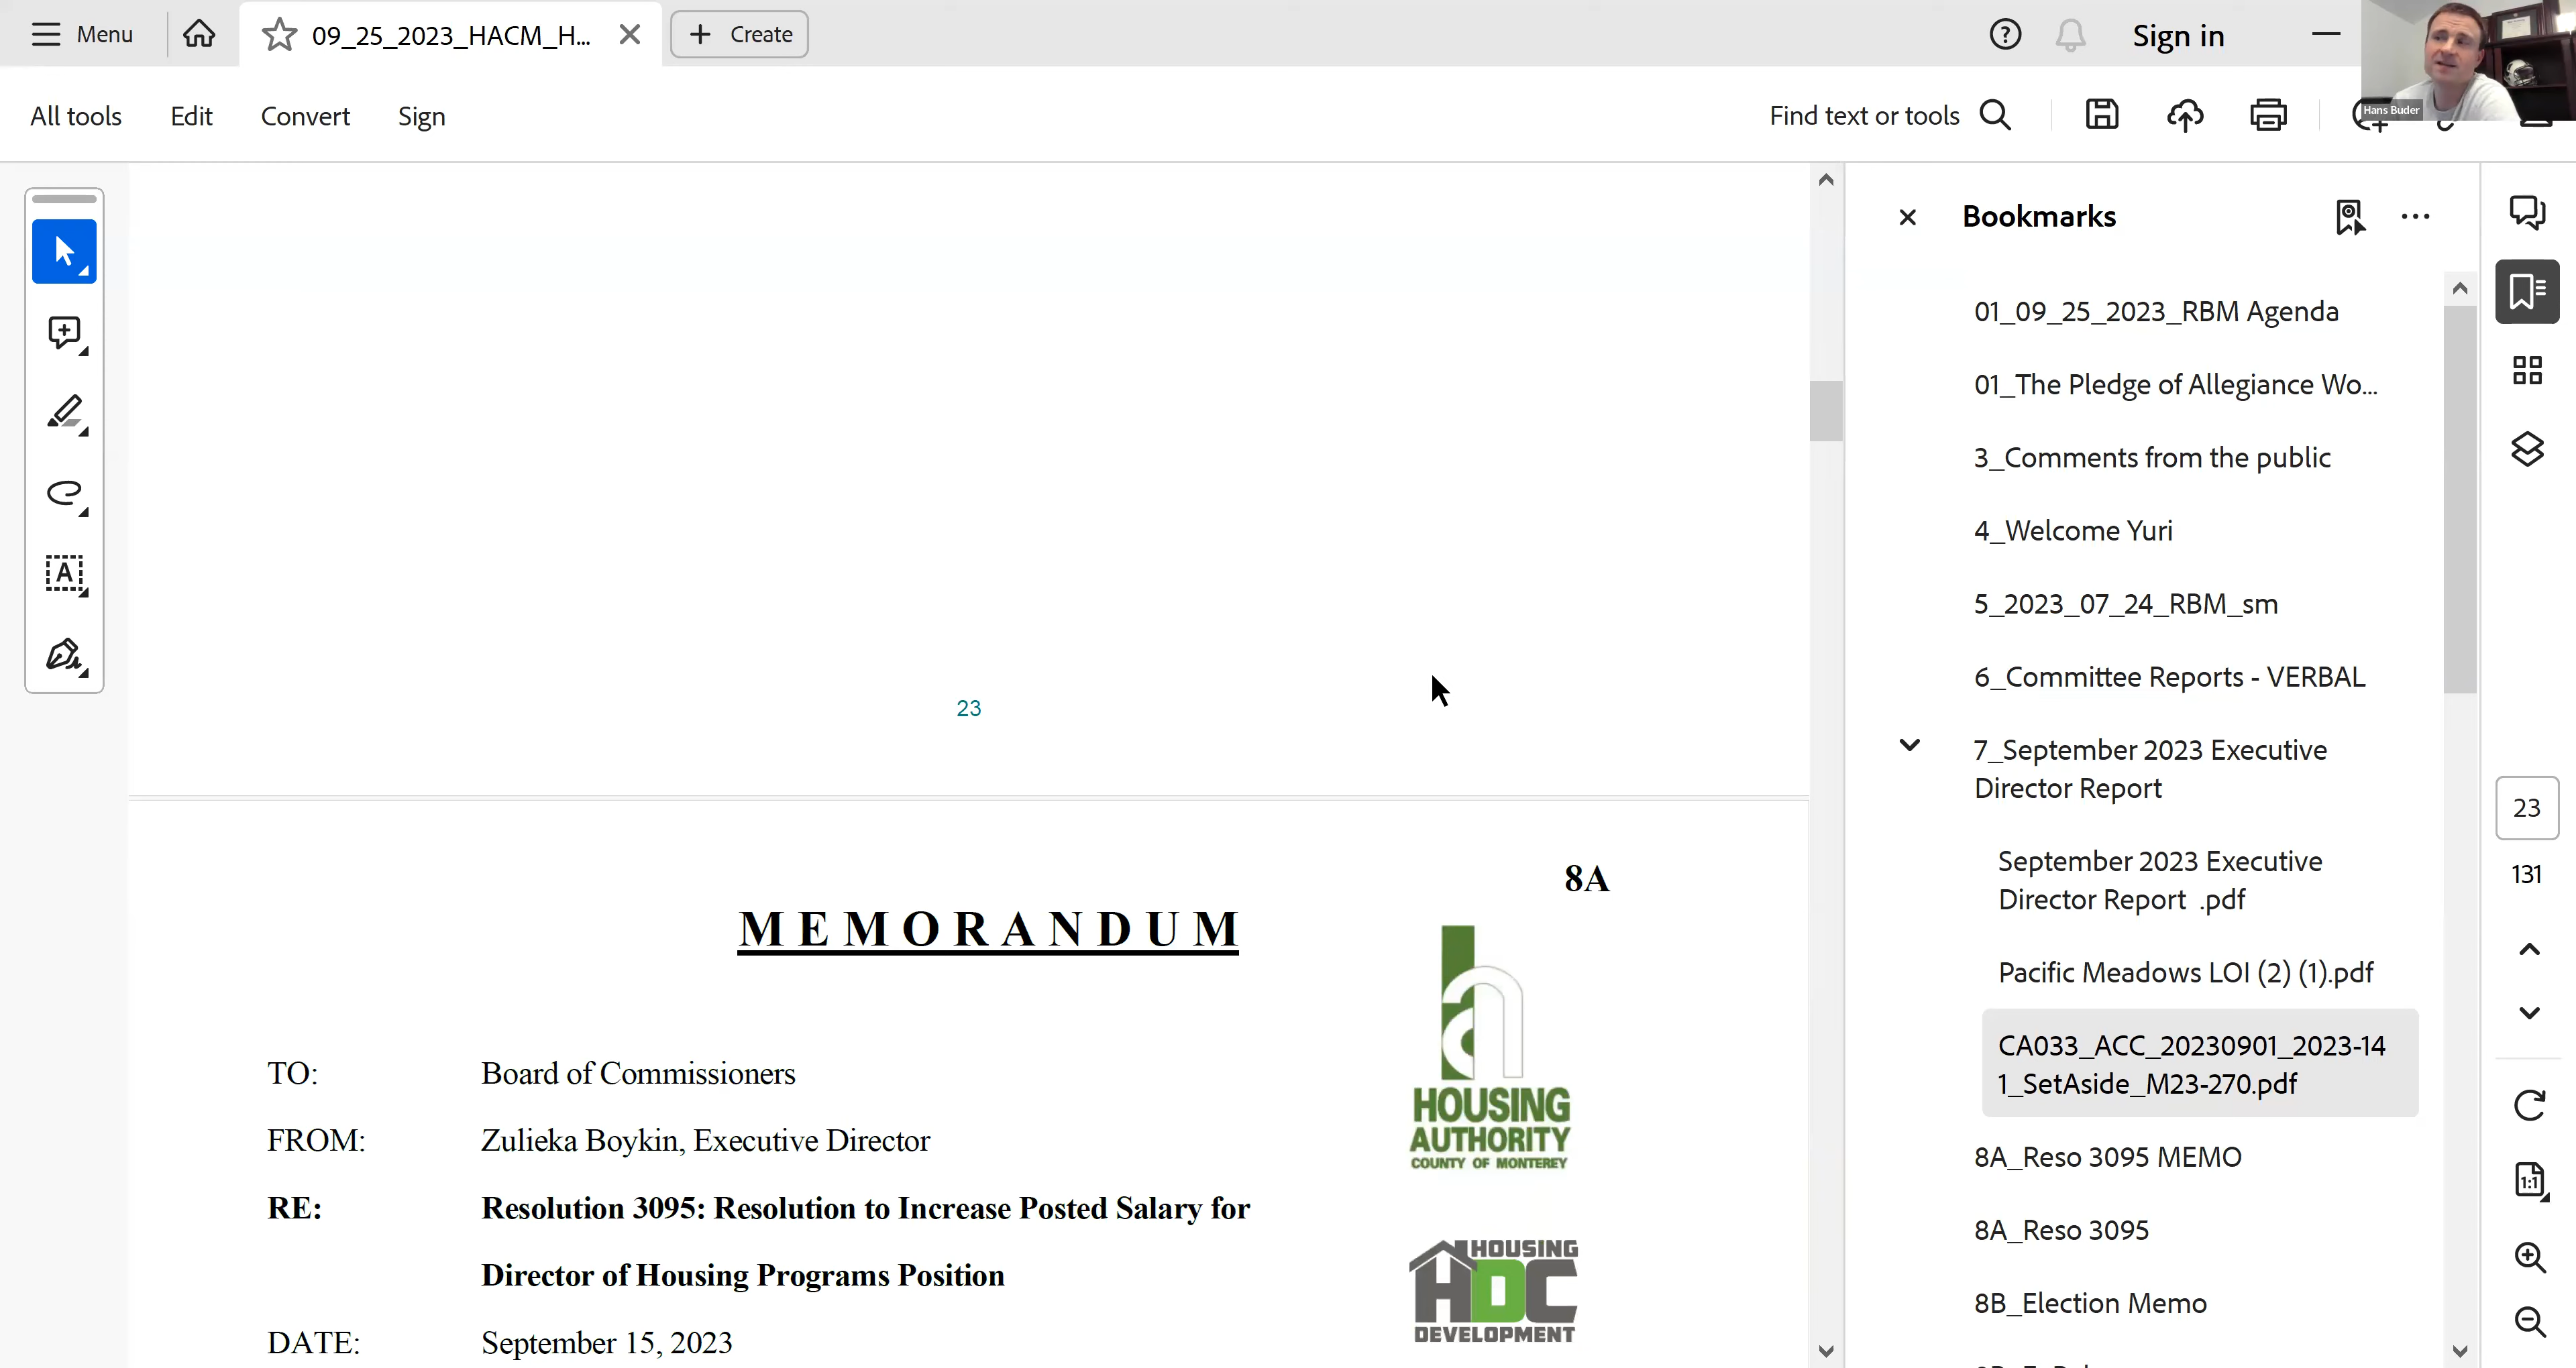 Menu
09_25_2023_HACM_H...
Create
Sign in
Hans Buder
All tools
Edit
Convert
Sign
Find text or tools
23
8A
MEMORANDUM
TO:
Board of Commissioners
FROM:
Zulieka Boykin, Executive Director
RE:
Resolution 3095: Resolution to Increase Posted Salary for
Director of Housing Programs Position
DATE:
September 15, 2023
ha
HOUSING
AUTHORITY
COUNTY OF MONTEREY
HOUSING
HDC
DEVELOPMENT
Bookmarks
01_09_25_2023_RBM Agenda
01_The Pledge of Allegiance Wo...
3_Comments from the public
4_Welcome Yuri
5_2023_07_24_RBM_sm
6_Committee Reports - VERBAL
7_September 2023 Executive
Director Report
September 2023 Executive
Director Report .pdf
Pacific Meadows LOI (2) (1).pdf
CA033_ACC_20230901_2023-14
1_SetAside_M23-270.pdf
8A_Reso 3095 MEMO
8A_Reso 3095
8B_Election Memo
23
131
1:1